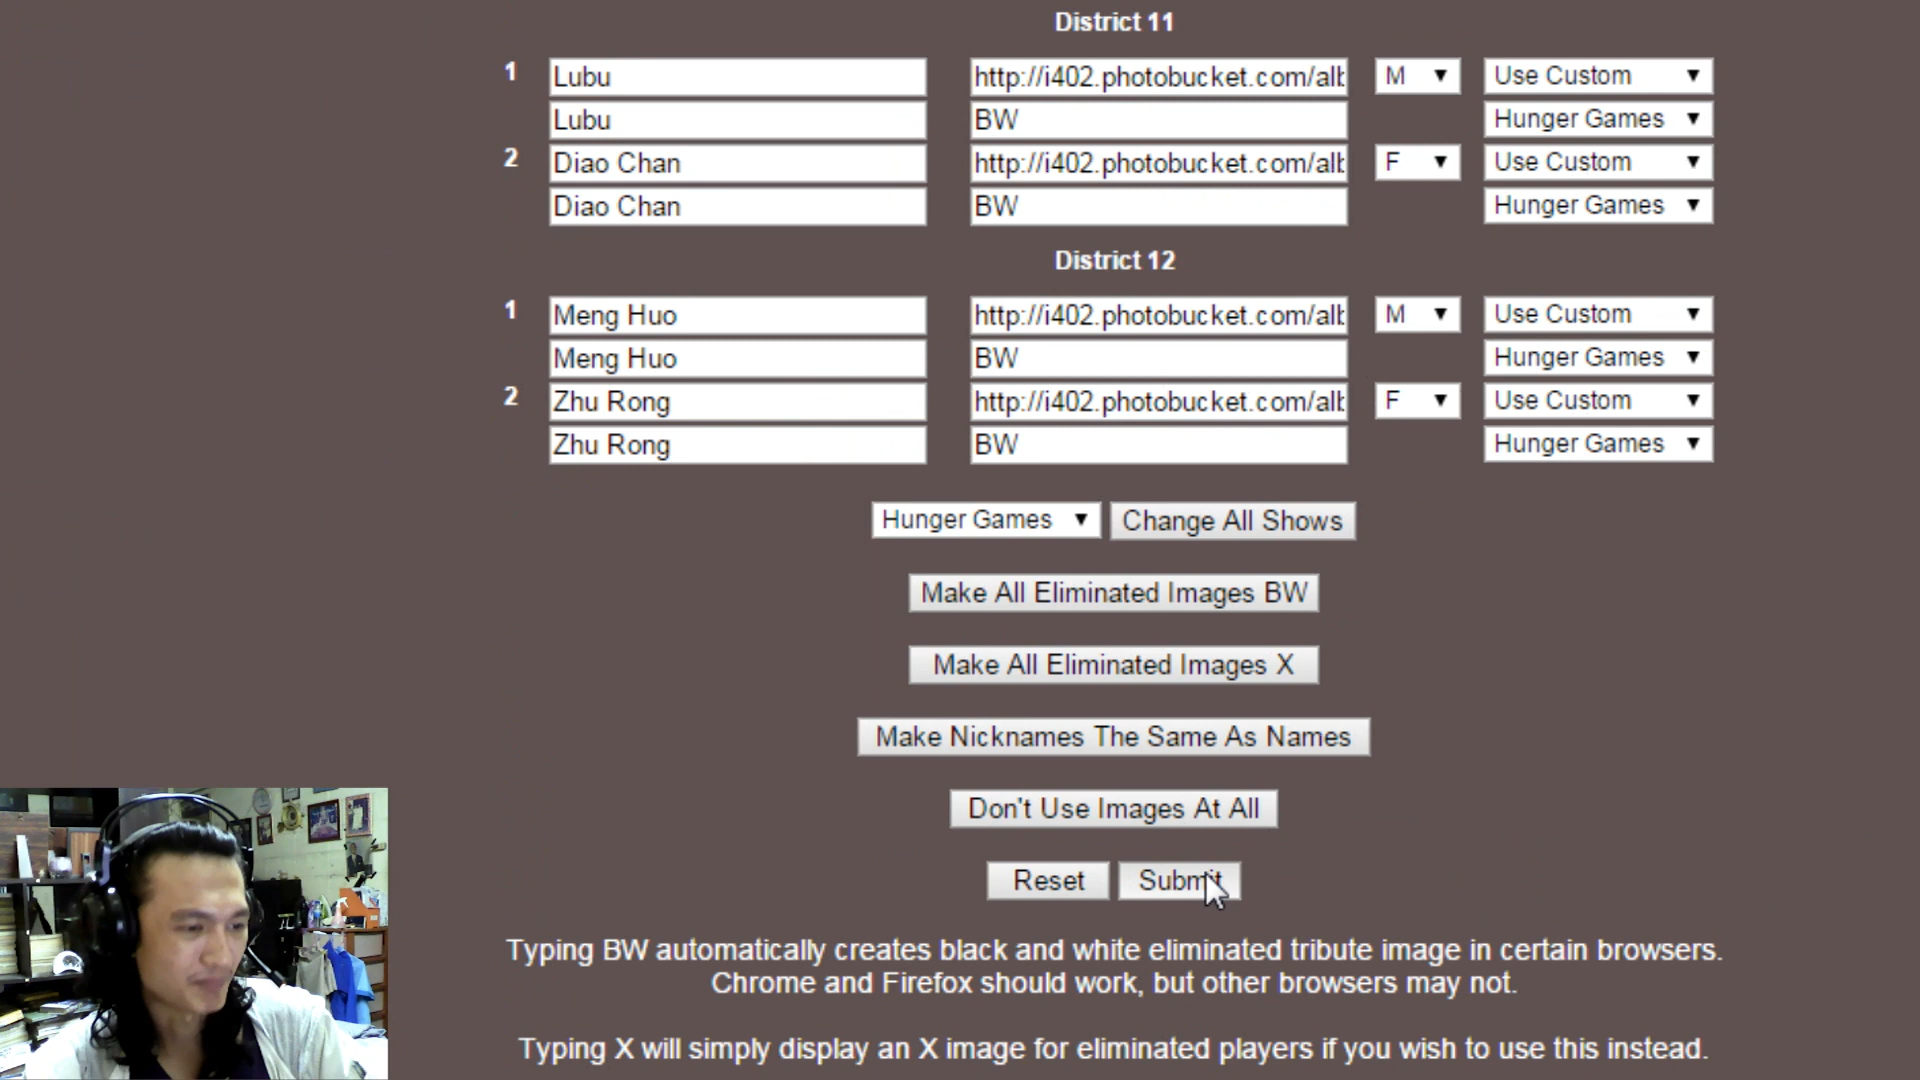 District 11
1 Lubu http://i402.photobucket.com/alb M Use Custom
Lubu BW Hunger Games
2 Diao Chan http://i402.photobucket.com/alb F Use Custom
Diao Chan BW Hunger Games
District 12
1 Meng Huo http://i402.photobucket.com/alb M Use Custom
Meng Huo BW Hunger Games
2 Zhu Rong http://i402.photobucket.com/alb F Use Custom
Zhu Rong BW Hunger Games
Hunger Games Change All Shows
Make All Eliminated Images BW
Make All Eliminated Images X
Make Nicknames The Same As Names
Don't Use Images At All
Reset Submit
Typing BW automatically creates black and white eliminated tribute image in certain browsers.
Chrome and Firefox should work, but other browsers may not.
Typing X will simply display an X image for eliminated players if you wish to use this instead.